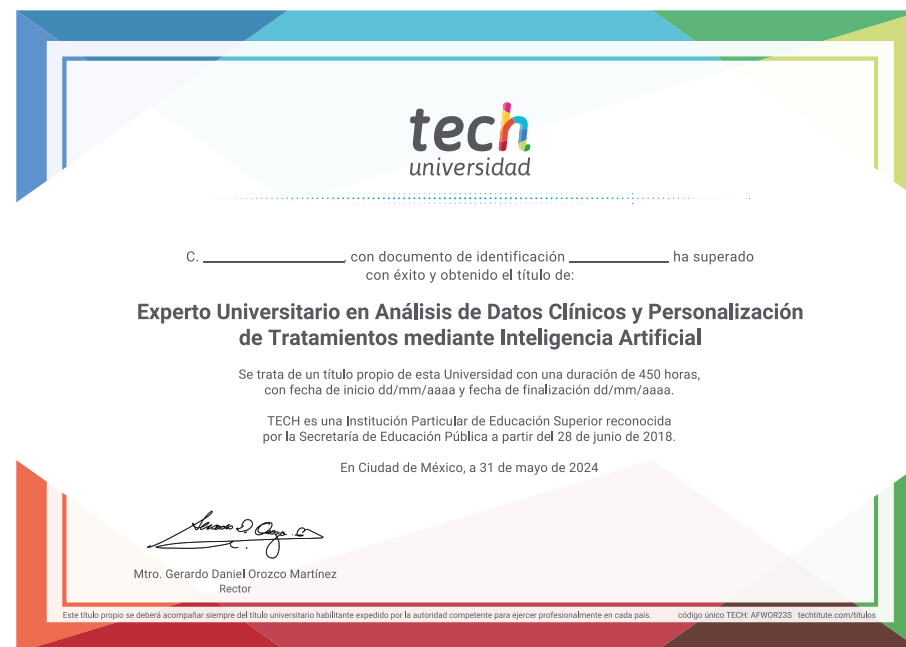 tech
universidad
C. ____________, con documento de identificación ____________ ha superado
con éxito y obtenido el título de:
Experto Universitario en Análisis de Datos Clínicos y Personalización
de Tratamientos mediante Inteligencia Artificial
Se trata de un título propio de esta Universidad con una duración de 450 horas,
con fecha de inicio dd/mm/aaaa y fecha de finalización dd/mm/aaaa.
TECH es una Institución Particular de Educación Superior reconocida
por la Secretaría de Educación Pública a partir del 28 de junio de 2018.
En Ciudad de México, a 31 de mayo de 2024
Mtro. Gerardo Daniel Orozco Martínez
Rector
Este título propio se deberá acompañar siempre del título universitario habilitante expedido por la autoridad competente para ejercer profesionalmente en cada país. código único TECH: AFWOR23S techtitute.com/títulos